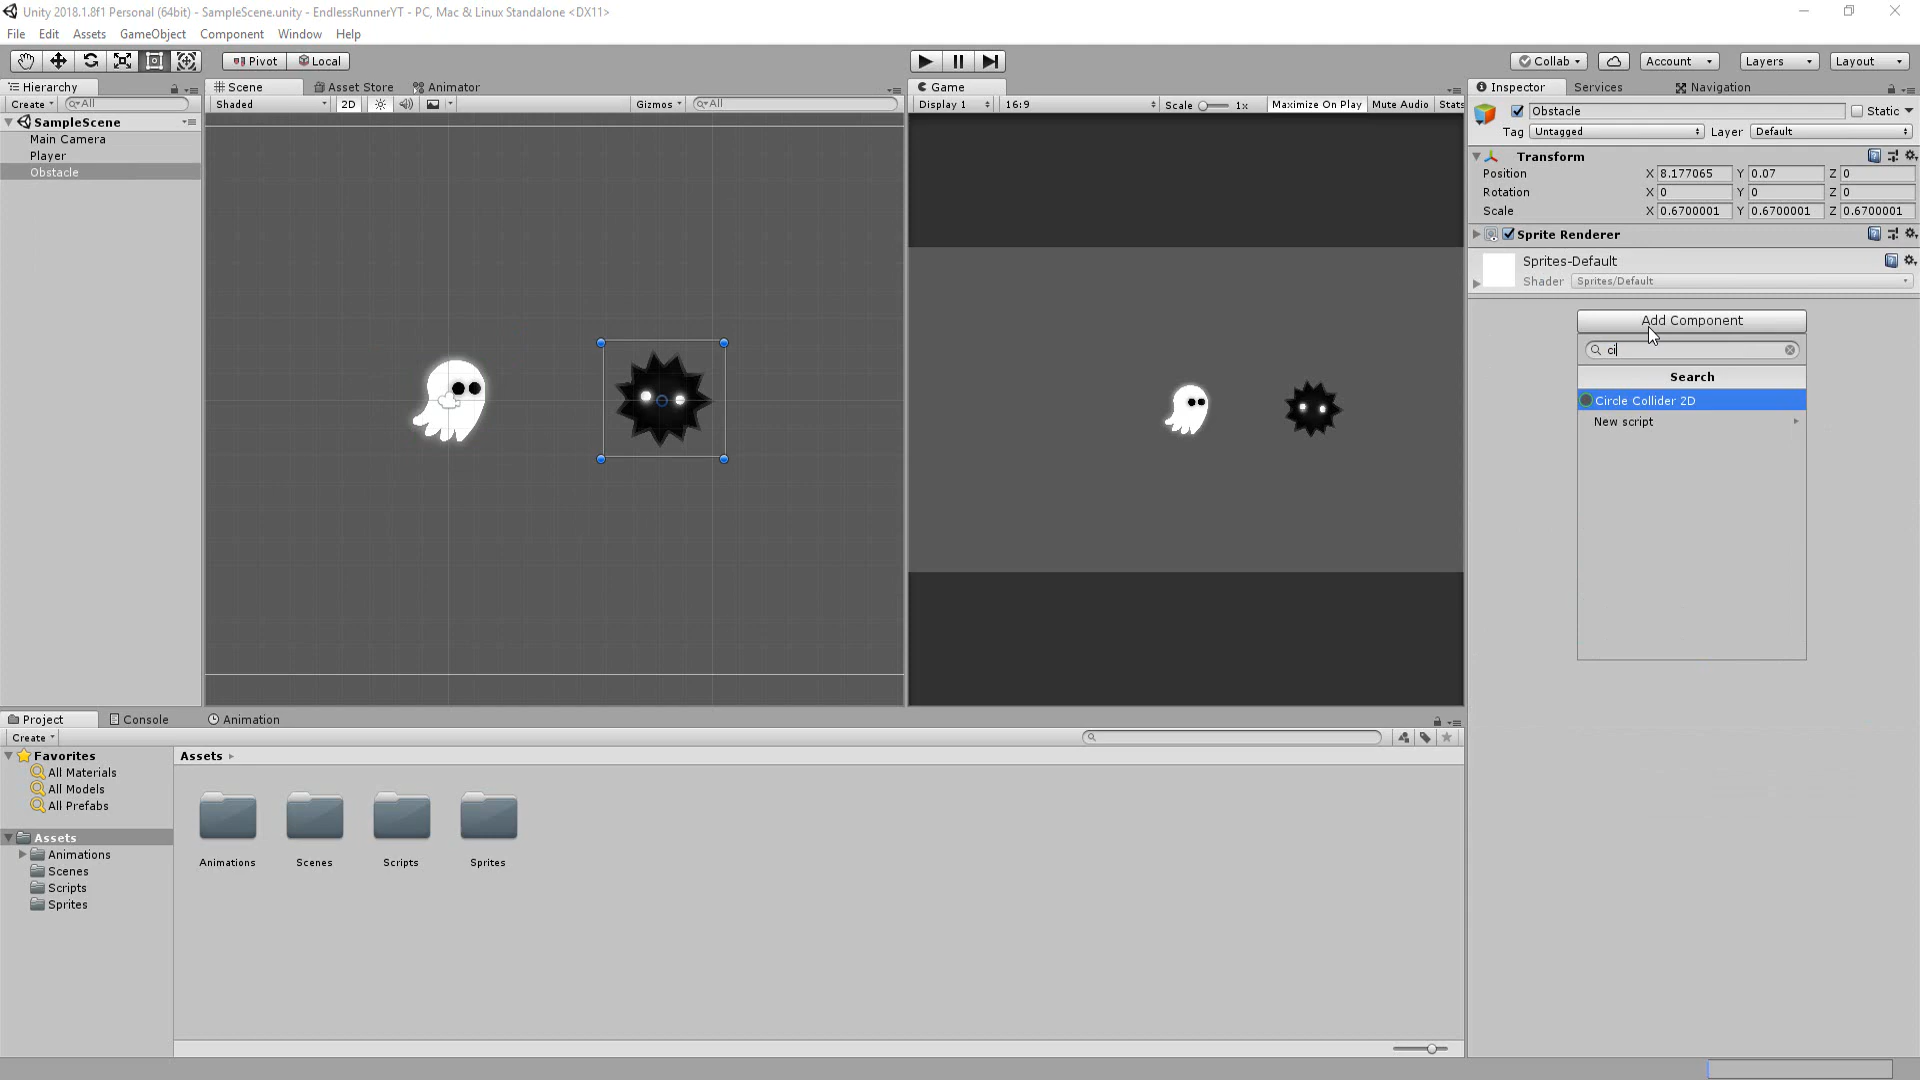 Unity 2018.1.8f1 Personal (64bit) - SampleScene.unity - EndlessRunnerYT - PC, Mac & Linux Standalone <DX11>
File Edit Assets GameObject Component Window Help
Pivot Local Collab Account Layers Layout
Hierarchy Scene Asset Store Animator Game Inspector Services Navigation
Create All Shaded 2D Gizmos All Display 1 16:9 Scale 1x Maximize On Play Mute Audio Stats
Obstacle Static
SampleScene
Main Camera
Player
Obstacle
Tag Untagged Layer Default
Transform
Position X 8.177065 Y 0.07 Z 0
Rotation X 0 Y 0 Z 0
Scale X 0.6700001 Y 0.6700001 Z 0.6700001
Sprite Renderer
Sprites-Default
Shader Sprites/Default
Add Component
ci
Search
Circle Collider 2D
New script
Project Console Animation
Create
Favorites
All Materials
All Models
All Prefabs
Assets
Animations
Scenes
Scripts
Sprites
Assets
Animations Scenes Scripts Sprites